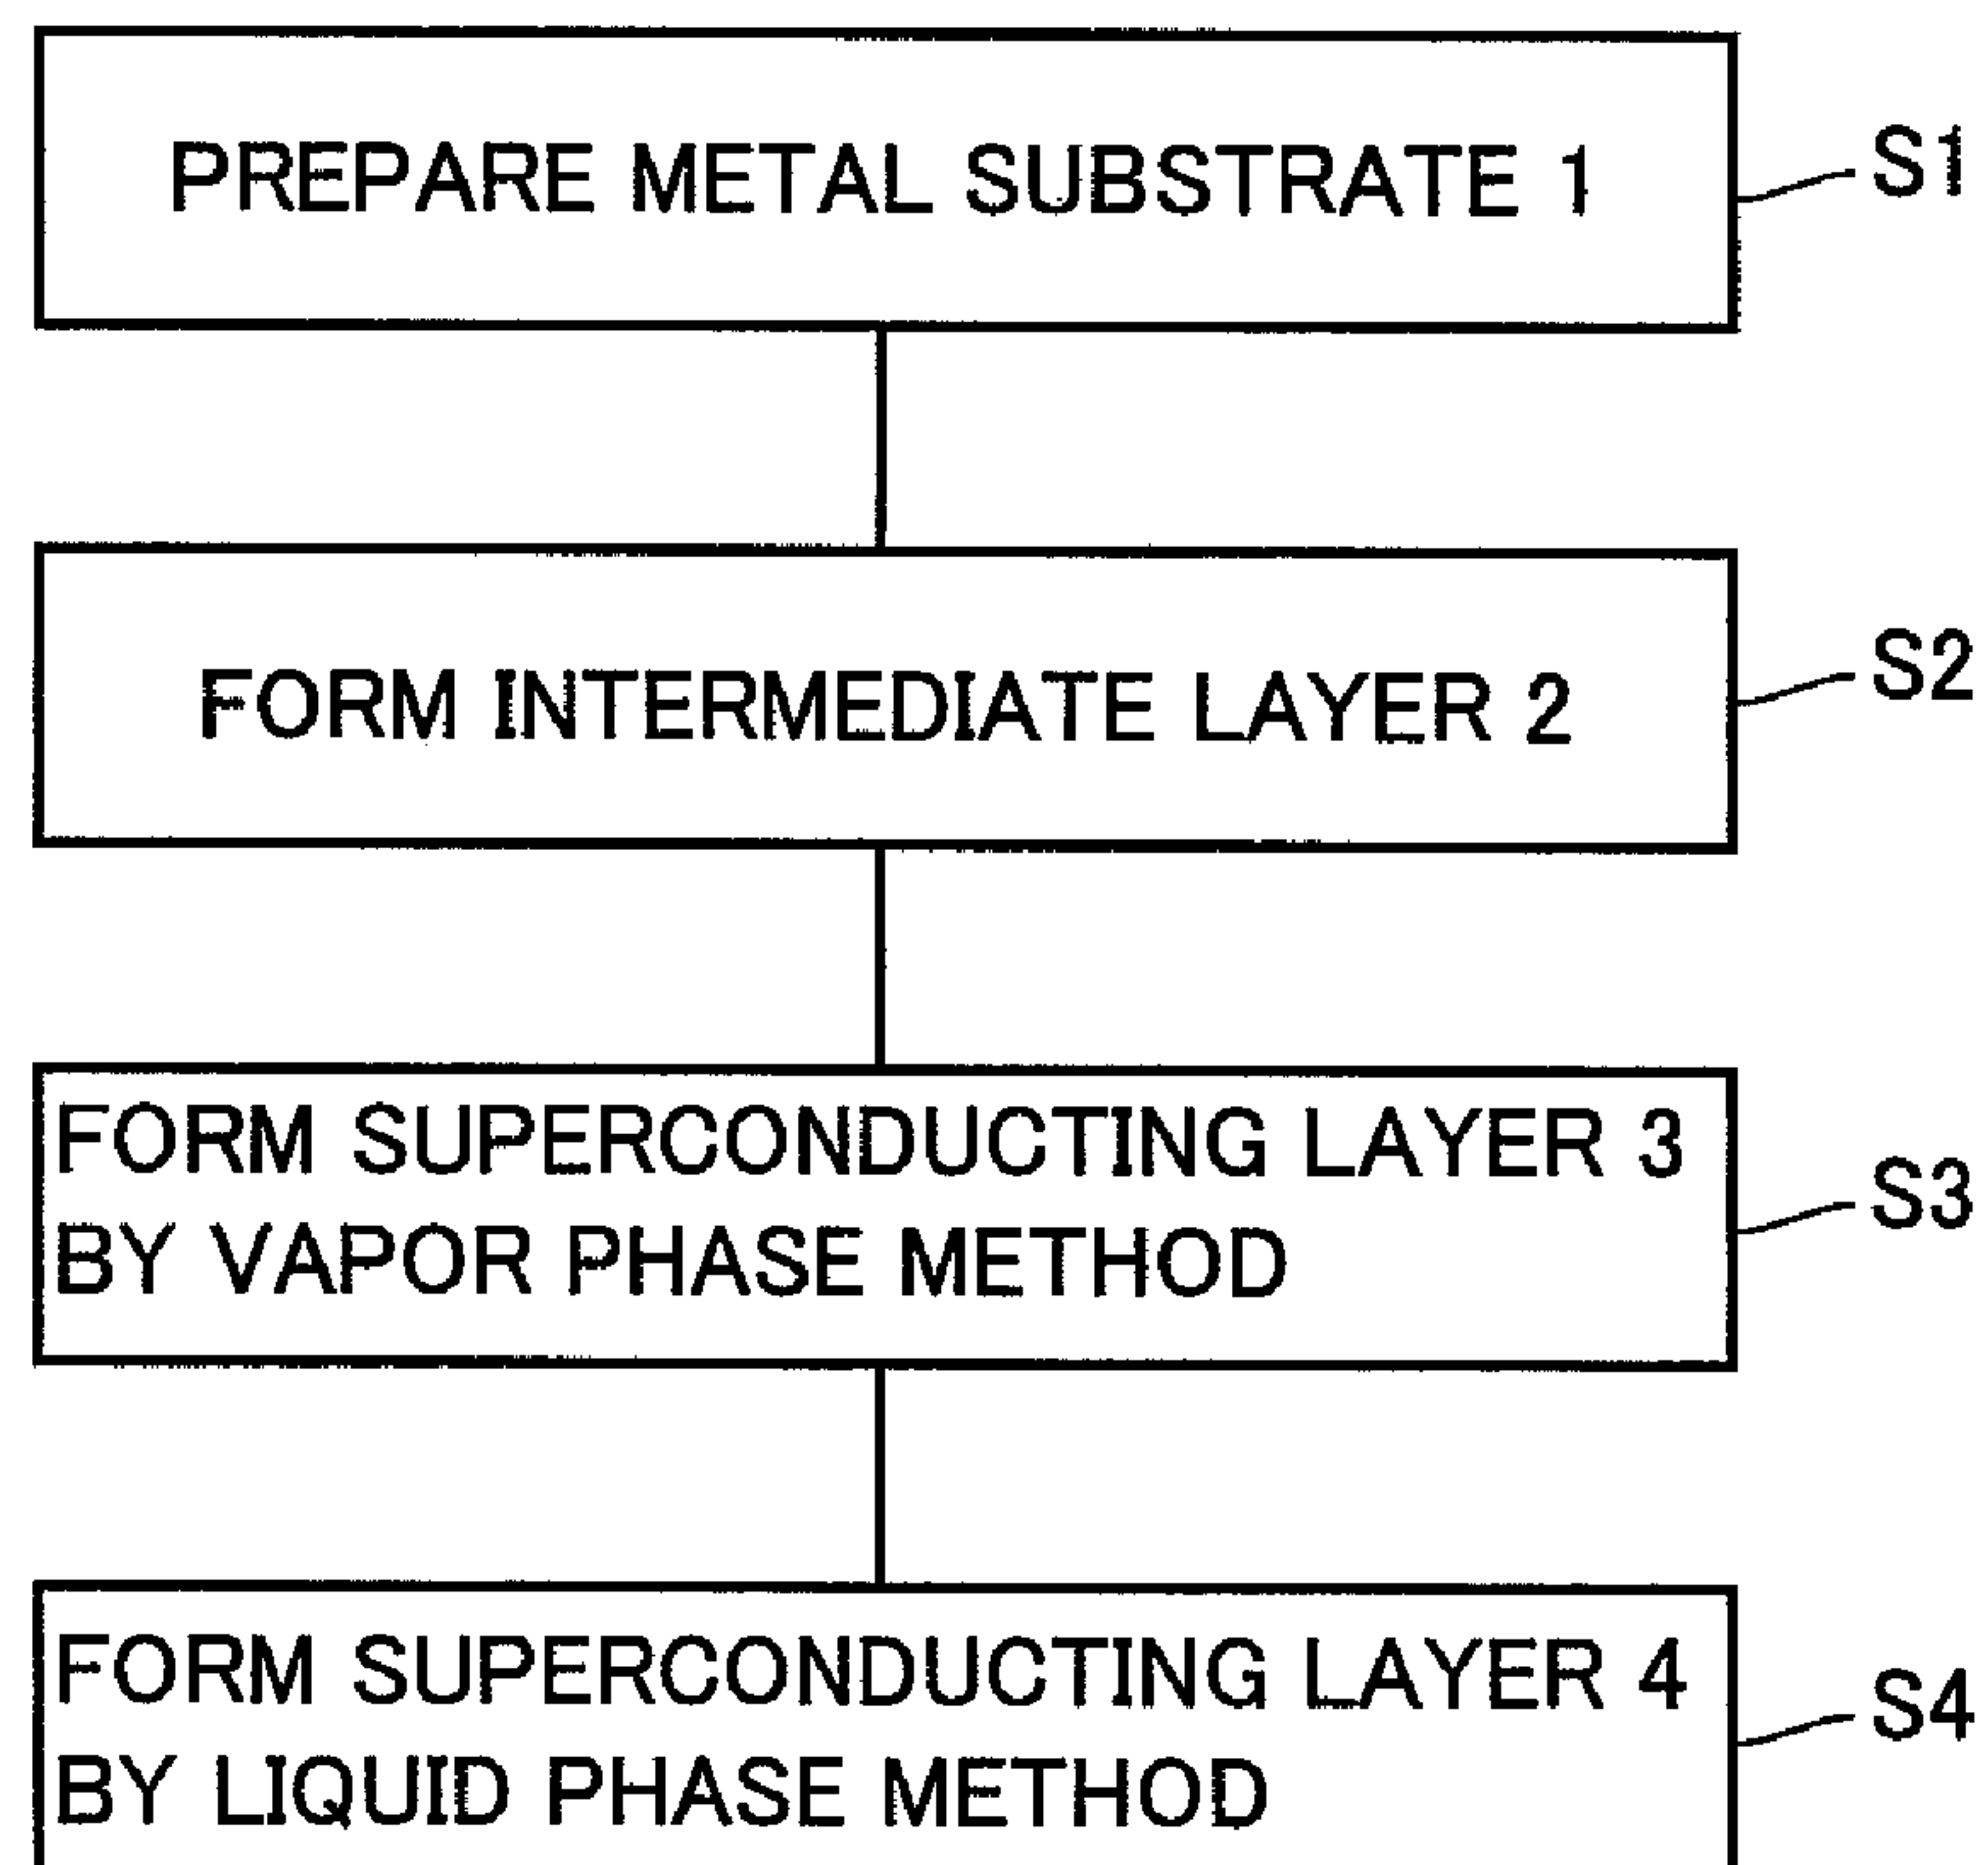 PREPARE METAL SUBSTRATE 1
S1
FORM INTERMEDIATE LAYER 2
S2
FORM SUPERCONDUCTING LAYER 3
BY VAPOR PHASE METHOD
S3
FORM SUPERCONDUCTING LAYER 4
BY LIQUID PHASE METHOD
S4